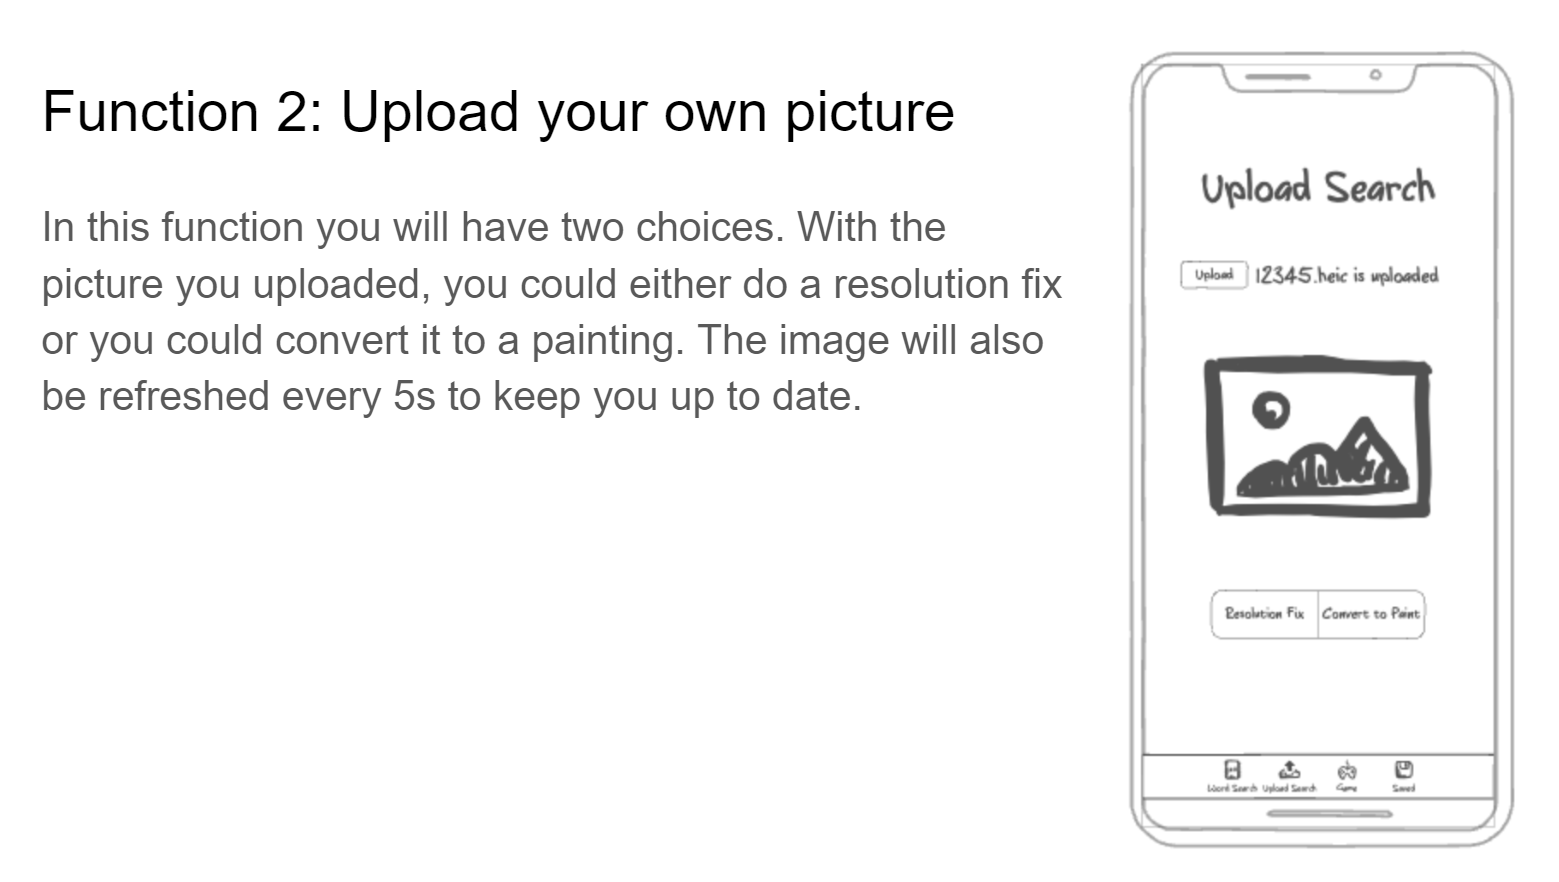 Function 2: Upload your own picture
In this function you will have two choices. With the
picture you uploaded, you could either do a resolution fix
or you could convert it to a painting. The image will also
be refreshed every 5s to keep you up to date.
Upload Search
Upload 12345.heic is uploaded
Resolution Fix Convert to Paint
Word Search Upload Search Game Saved